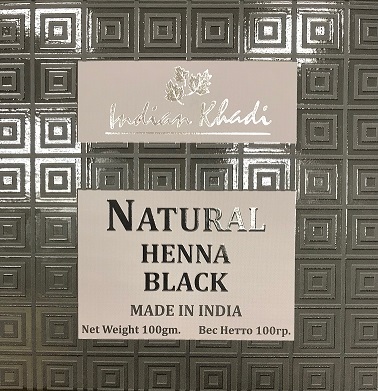 Indian Khadi
NATURAL
HENNA
BLACK
MADE IN INDIA
Net Weight 100gm. Вес Нетто 100гр.